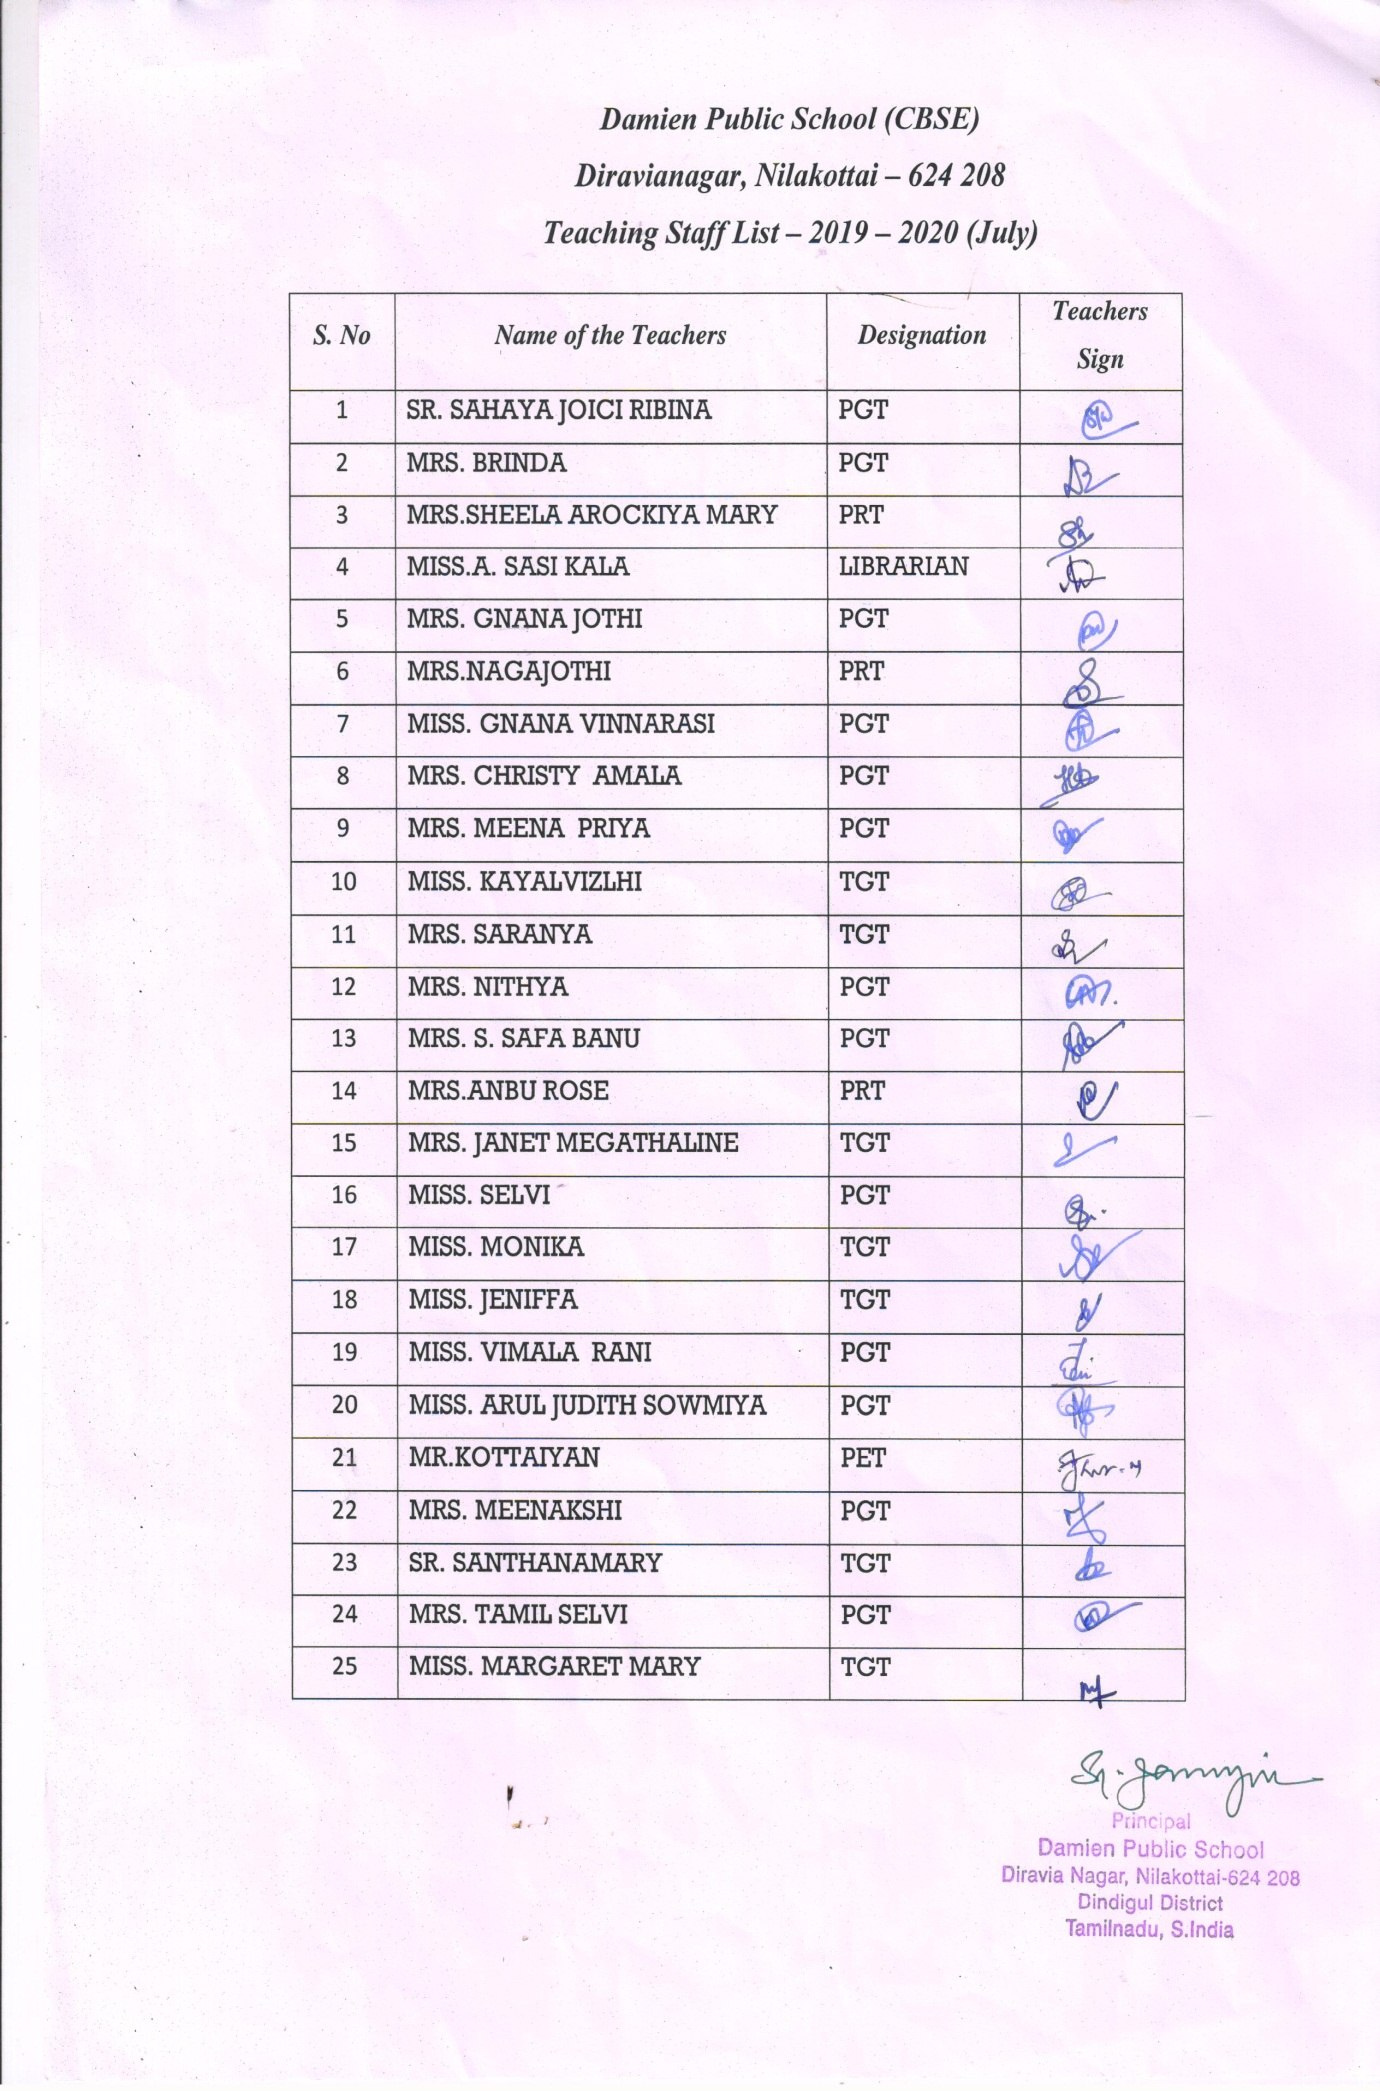 Damien Public School (CBSE)
Diravianagar, Nilakottai – 624 208
Teaching Staff List – 2019 – 2020 (July)
S. No Name of the Teachers Designation Teachers Sign
1 SR. SAHAYA JOICI RIBINA PGT
2 MRS. BRINDA PGT
3 MRS.SHEELA AROCKIYA MARY PRT
4 MISS.A. SASI KALA LIBRARIAN
5 MRS. GNANA JOTHI PGT
6 MRS.NAGAJOTHI PRT
7 MISS. GNANA VINNARASI PGT
8 MRS. CHRISTY AMALA PGT
9 MRS. MEENA PRIYA PGT
10 MISS. KAYALVIZLHI TGT
11 MRS. SARANYA TGT
12 MRS. NITHYA PGT
13 MRS. S. SAFA BANU PGT
14 MRS.ANBU ROSE PRT
15 MRS. JANET MEGATHALINE TGT
16 MISS. SELVI PGT
17 MISS. MONIKA TGT
18 MISS. JENIFFA TGT
19 MISS. VIMALA RANI PGT
20 MISS. ARUL JUDITH SOWMIYA PGT
21 MR.KOTTAIYAN PET
22 MRS. MEENAKSHI PGT
23 SR. SANTHANAMARY TGT
24 MRS. TAMIL SELVI PGT
25 MISS. MARGARET MARY TGT
Principal
Damien Public School
Diravia Nagar, Nilakottai-624 208
Dindigul District
Tamilnadu, S.India